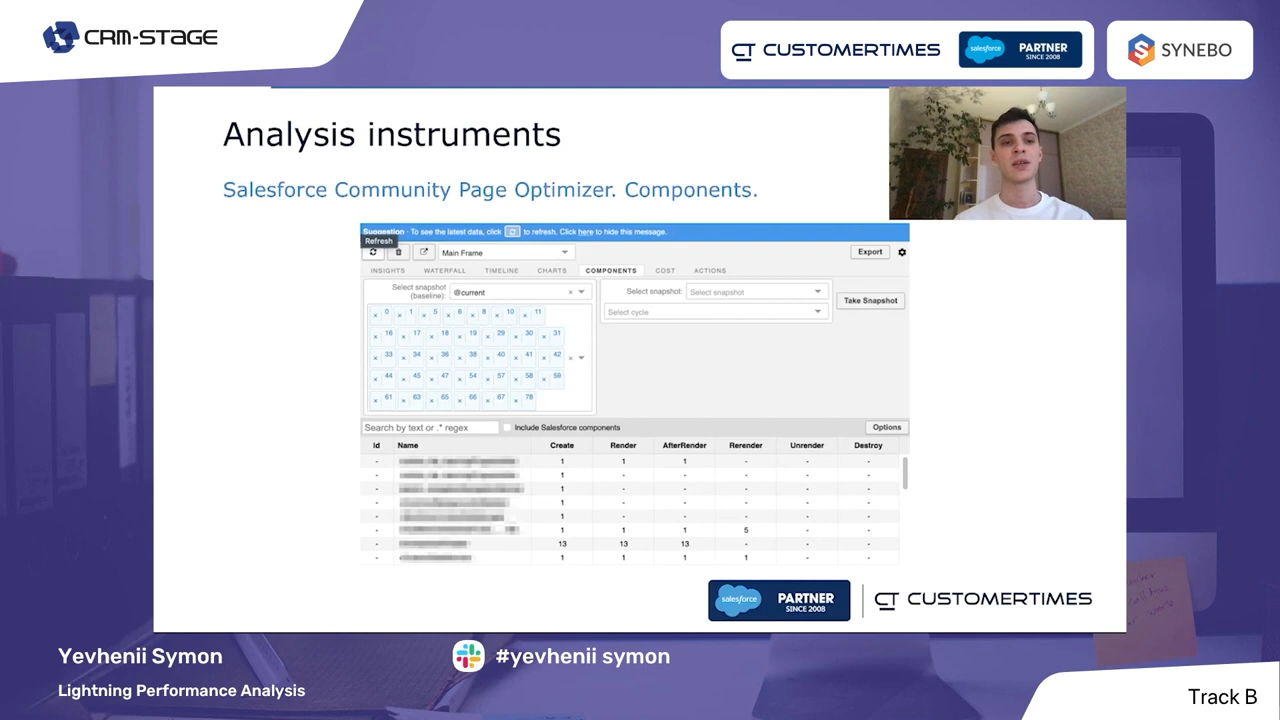 CRM-STAGE
CT CUSTOMERTIMES
salesforce
PARTNER
SINCE 2008
SYNEBO
Analysis instruments
Salesforce Community Page Optimizer. Components.
Suggestion - To see the latest data, click to refresh. Click here to hide this message.
Refresh
Main Frame
Export
INSIGHTS WATERFALL TIMELINE CHARTS COMPONENTS COST ACTIONS
Select snapshot (baseline): @current × Select snapshot: Select snapshot
Take Snapshot
Select cycle
× 0 × 1 × 5 × 6 × 8 × 10 × 11
× 16 × 17 × 18 × 19 × 29 × 30 × 31
× 33 × 34 × 36 × 38 × 40 × 41 × 42 ×
× 44 × 45 × 47 × 54 × 57 × 58 × 59
× 61 × 63 × 65 × 66 × 67 × 78
Search by text or .* regex Include Salesforce components Options
Id Name Create Render AfterRender Rerender Unrender Destroy
- 1 1 1 - - -
- 1 - - - - -
- 1 - - - - -
- 1 - - - - -
- 1 - - - - -
- 1 1 1 5 - -
- 13 13 13 - - -
- 1 1 1 1 - -
salesforce
PARTNER
SINCE 2008
CT CUSTOMERTIMES
Yevhenii Symon
#yevhenii symon
Lightning Performance Analysis
Track B